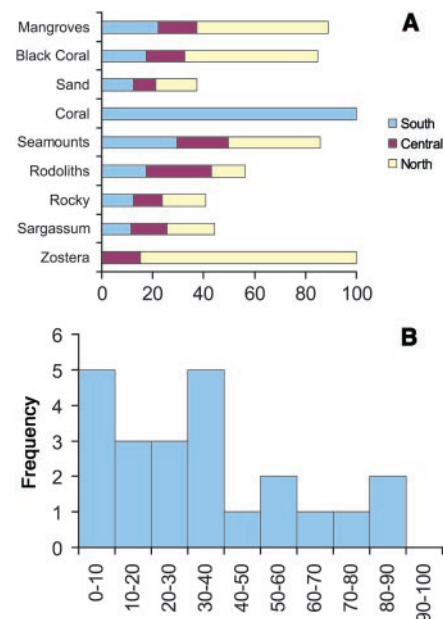 A
Mangroves
Black Coral
Sand
Coral
Seamounts
Rodoliths
Rocky
Sargassum
Zostera
South
Central
North
0 20 40 60 80 100
B
Frequency
6
5
4
3
2
1
0
0-10
10-20
20-30
30-40
40-50
50-60
60-70
70-80
80-90
90-100